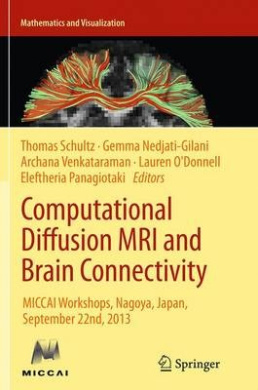 Mathematics and Visualization
Thomas Schultz · Gemma Nedjati-Gilani
Archana Venkataraman · Lauren O'Donnell
Eleftheria Panagiotaki Editors
Computational
Diffusion MRI and
Brain Connectivity
MICCAI Workshops, Nagoya, Japan,
September 22nd, 2013
MICCAI
Springer